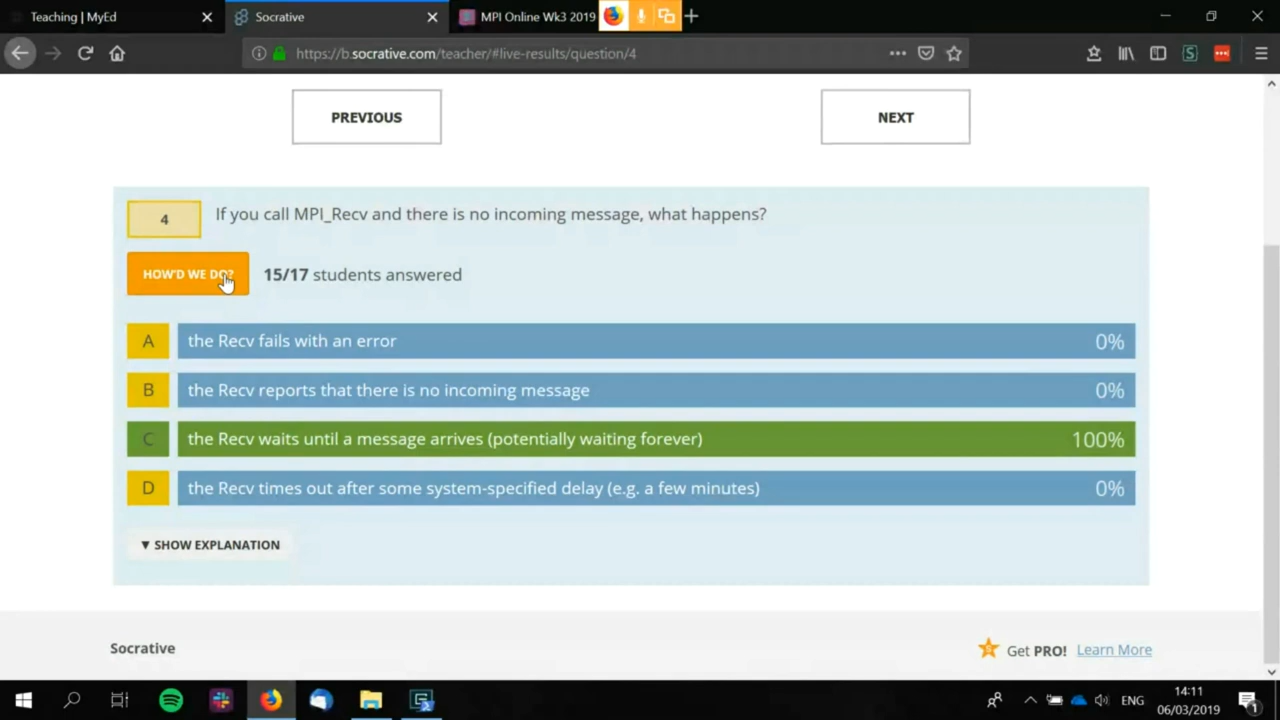 Teaching | MyEd
Socrative
MPI Online Wk3 2019
https://b.socrative.com/teacher/#live-results/question/4
PREVIOUS
NEXT
4
If you call MPI_Recv and there is no incoming message, what happens?
HOW'D WE DO?
15/17 students answered
A
the Recv fails with an error
0%
B
the Recv reports that there is no incoming message
0%
C
the Recv waits until a message arrives (potentially waiting forever)
100%
D
the Recv times out after some system-specified delay (e.g. a few minutes)
0%
▼ SHOW EXPLANATION
Socrative
Get PRO! Learn More
ENG
14:11
06/03/2019
1